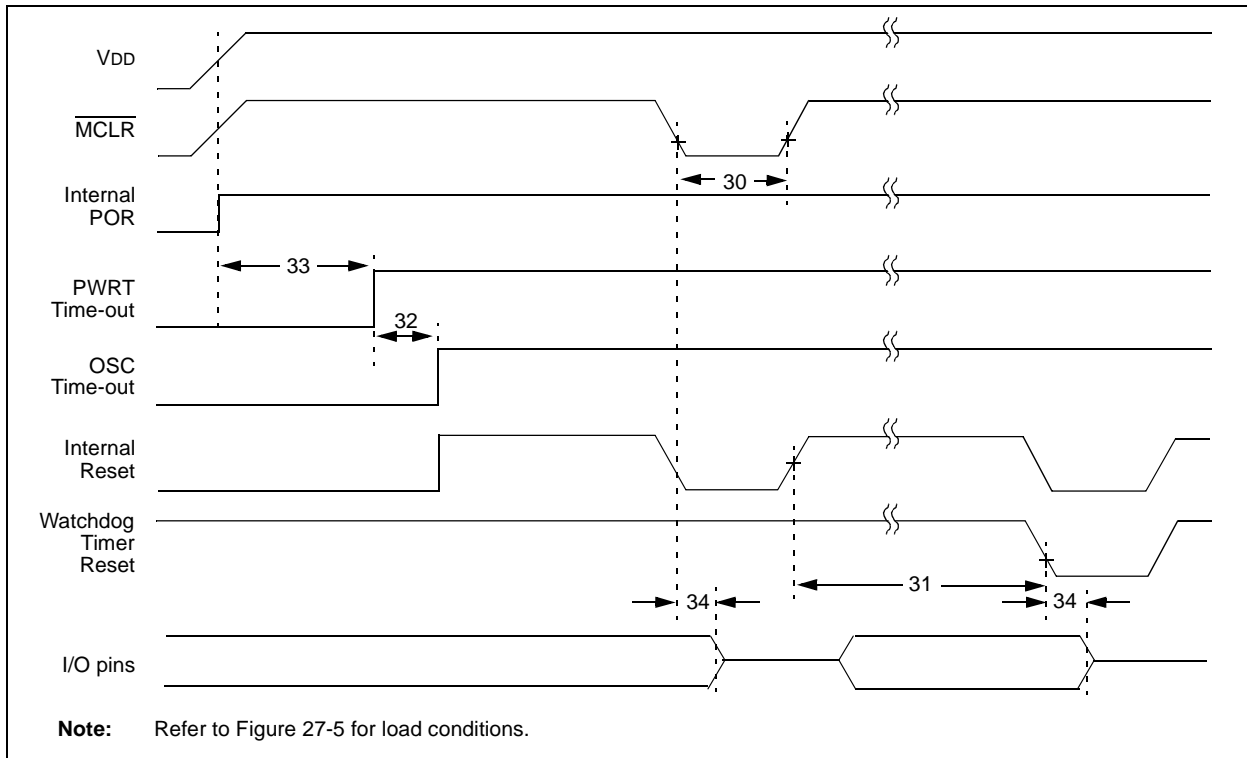 VDD
MCLR
30
Internal
POR
33
PWRT
Time-out
32
OSC
Time-out
Internal
Reset
Watchdog
Timer
Reset
31
34
34
I/O pins
Note: Refer to Figure 27-5 for load conditions.